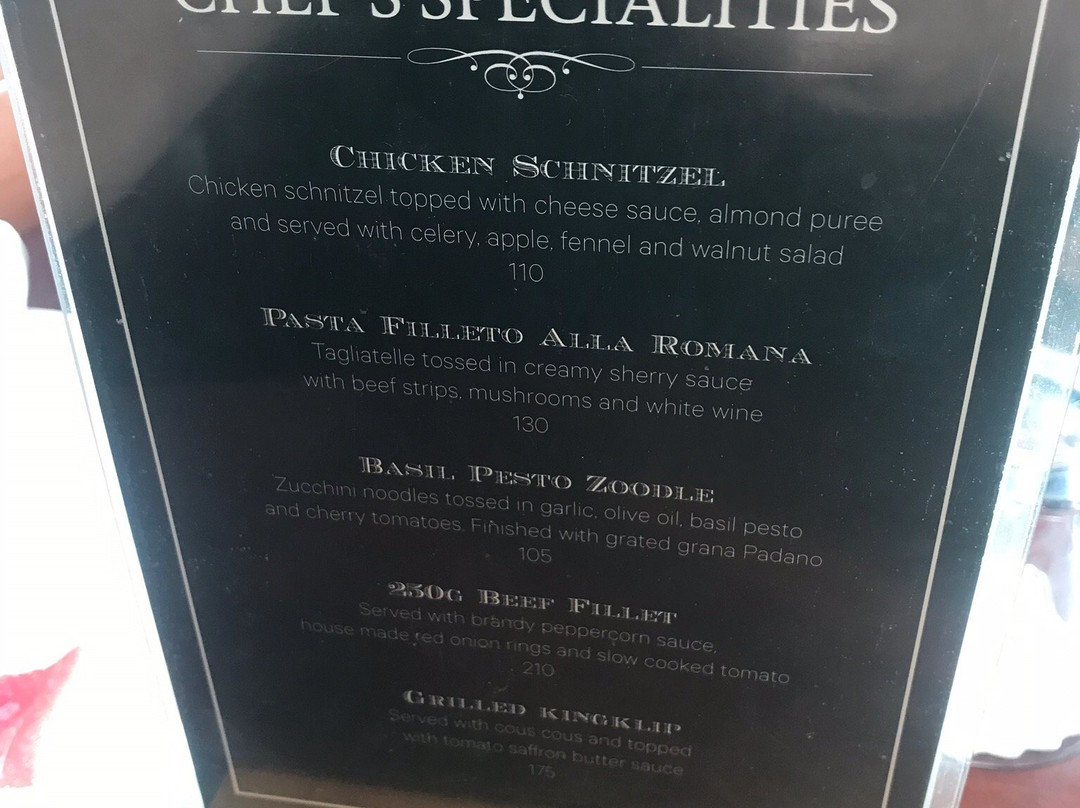 CHEF'S SPECIALITIES
CHICKEN SCHNITZEL
Chicken schnitzel topped with cheese sauce, almond puree
and served with celery, apple, fennel and walnut salad
110
PASTA FILLETO ALLA ROMANA
Tagliatelle tossed in creamy sherry sauce
with beef strips, mushrooms and white wine
130
BASIL PESTO ZOODLE
Zucchini noodles tossed in garlic, olive oil, basil pesto
and cherry tomatoes. Finished with grated grana Padano
105
250G BEEF FILLET
Served with brandy peppercorn sauce,
house made red onion rings and slow cooked tomato
210
GRILLED KINGKLIP
Served with cous cous and topped
with tomato saffron butter sauce
175